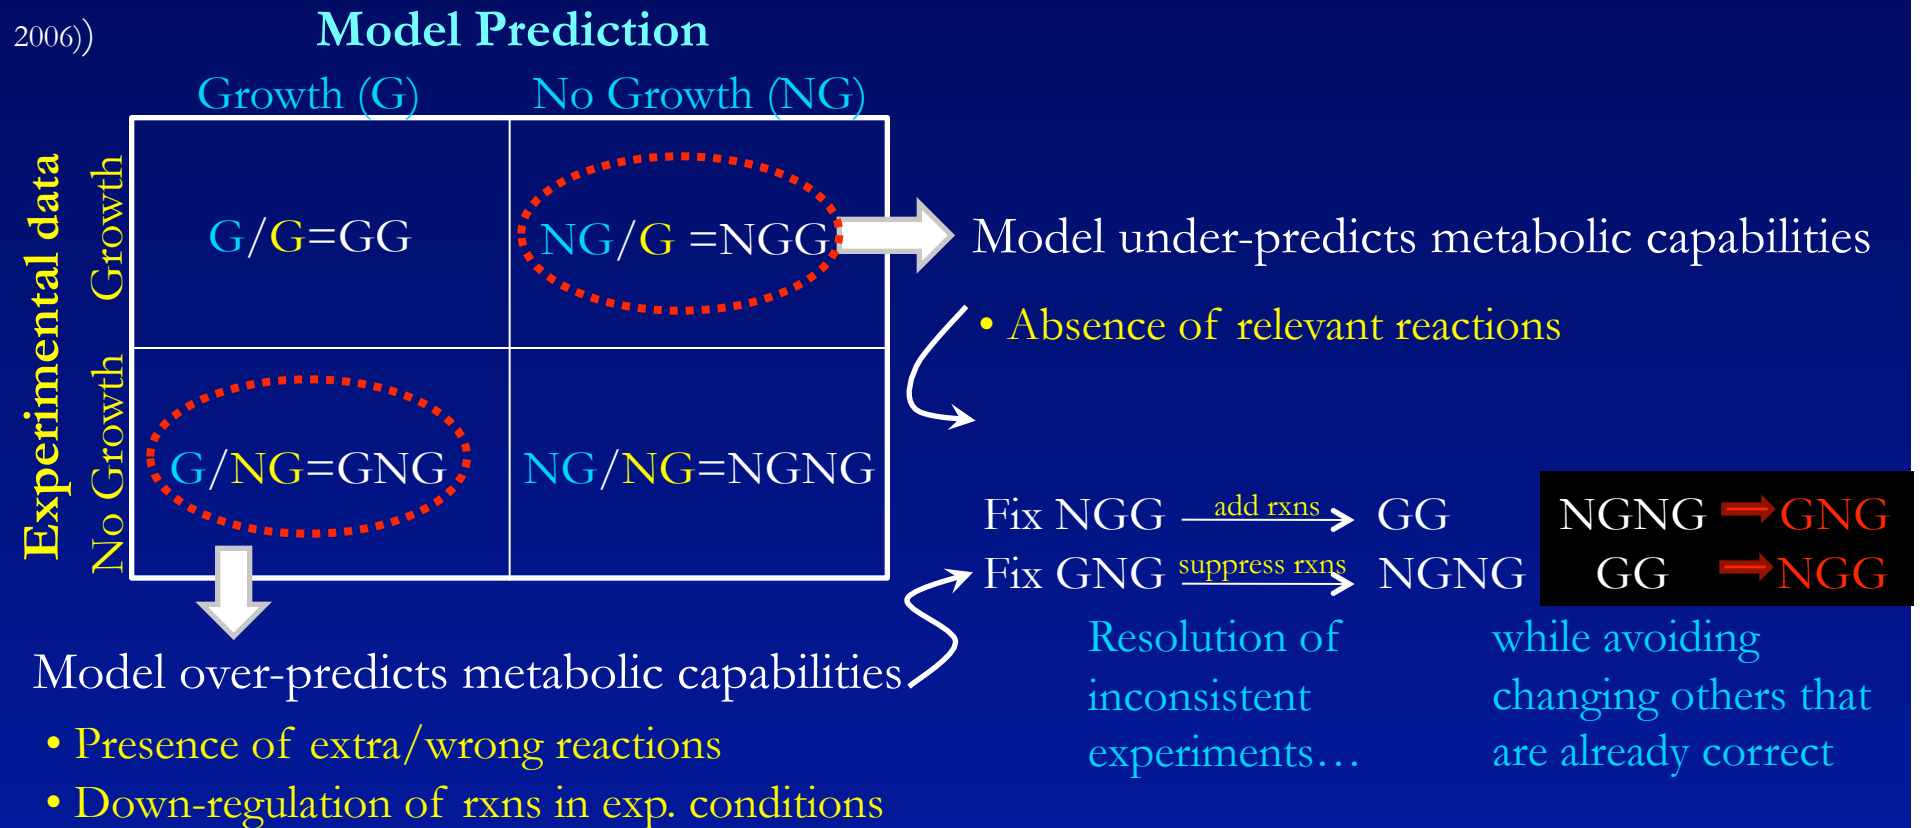 2006))
Model Prediction
Growth (G)
No Growth (NG)
Experimental data
Growth
No Growth
G/G=GG
NG/G =NGG
G/NG=GNG
NG/NG=NGNG
Model under-predicts metabolic capabilities
• Absence of relevant reactions
Fix NGG add rxns GG
Fix GNG suppress rxns NGNG
NGNG GNG
GG NGG
Resolution of
inconsistent
experiments…
while avoiding
changing others that
are already correct
Model over-predicts metabolic capabilities
• Presence of extra/wrong reactions
• Down-regulation of rxns in exp. conditions